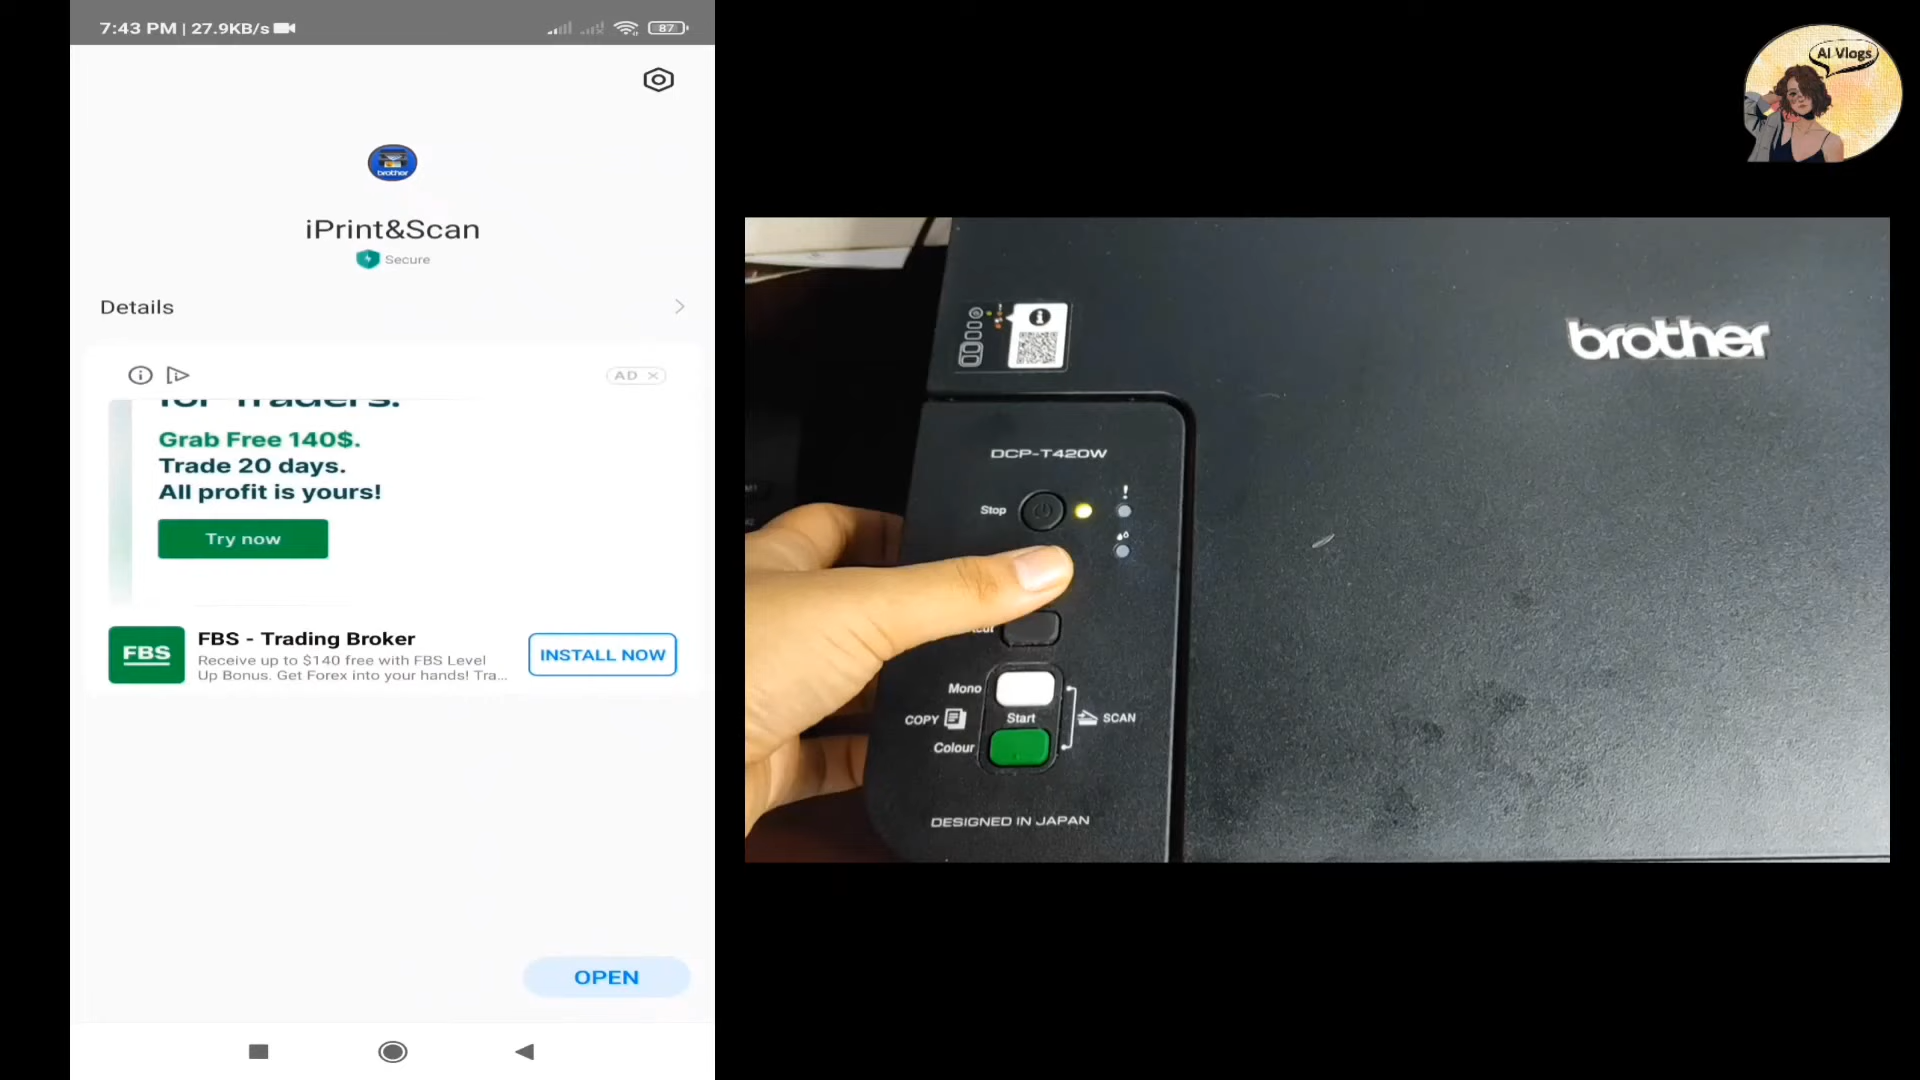 7:43 PM | 27.9KB/s
87
brother
iPrint&Scan
Secure
Details
AD
for Traders.
Grab Free 140$.
Trade 20 days.
All profit is yours!
Try now
FBS
FBS - Trading Broker
Receive up to $140 free with FBS Level
Up Bonus. Get Forex into your hands! Tra...
INSTALL NOW
OPEN
AI Vlogs
brother
DCP-T420W
Stop
Mono
COPY
Start
SCAN
Colour
DESIGNED IN JAPAN